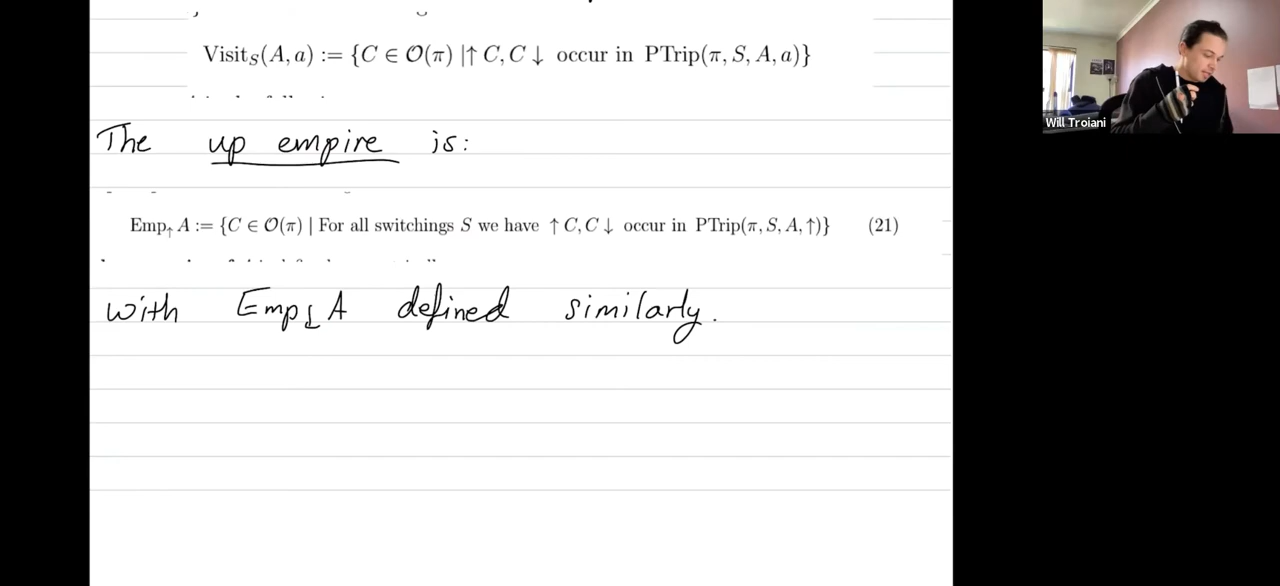 Visit_S(A, a) := {C ∈ 𝒪(π) |↑ C, C ↓ occur in PTrip(π, S, A, a)}
Will Troiani
The up empire is:
Emp_↑ A := {C ∈ 𝒪(π) | For all switchings S we have ↑ C, C ↓ occur in PTrip(π, S, A, ↑)} (21)
with Emp_↓ A defined similarly.